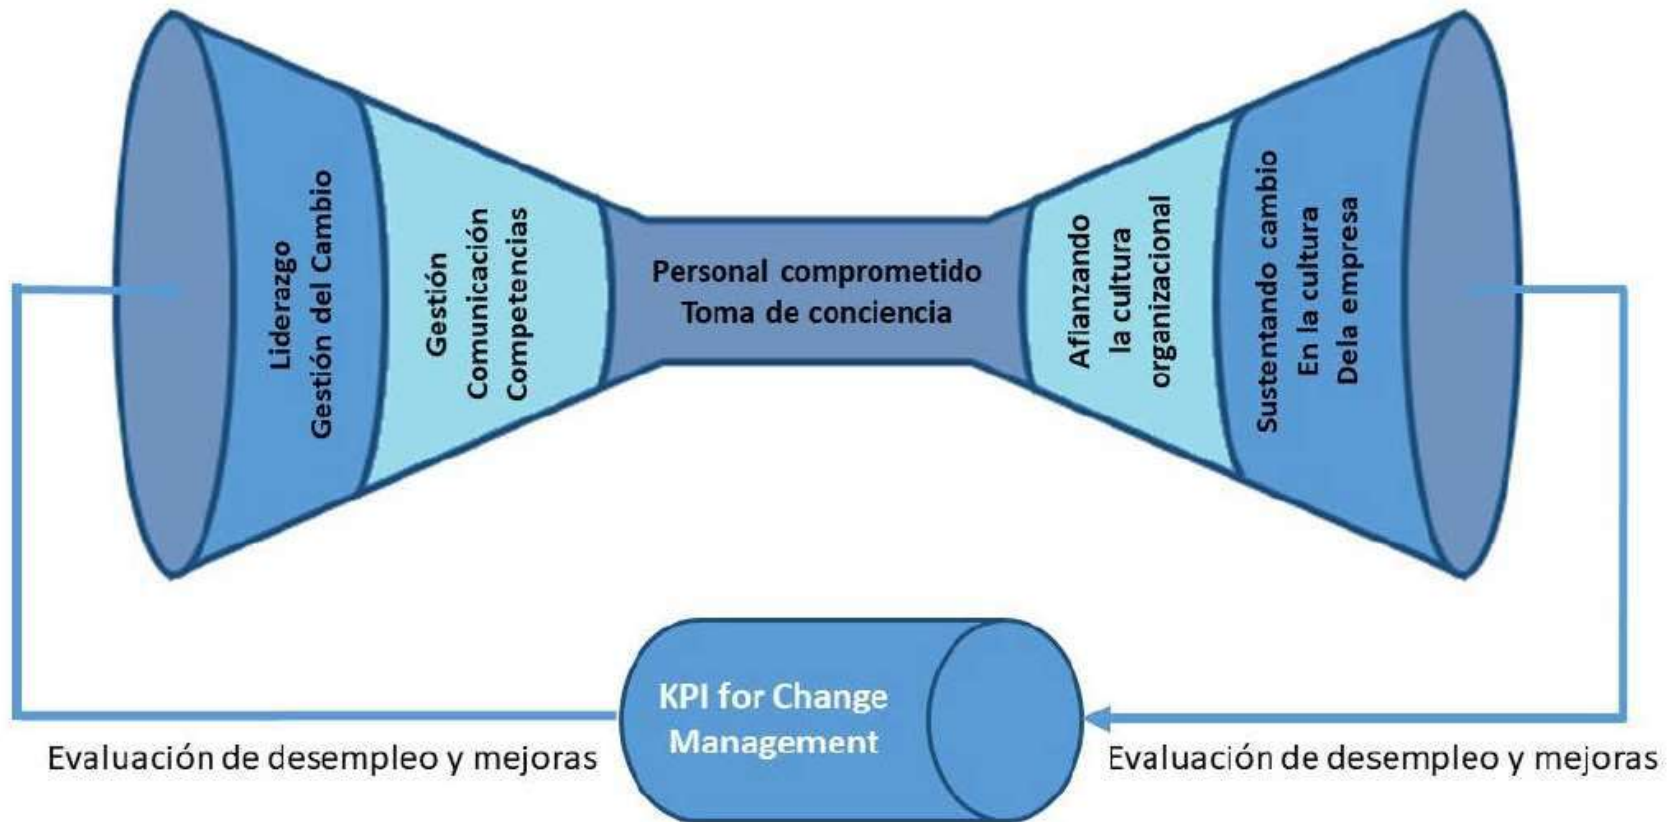 Liderazgo
Gestión del Cambio
Gestión
Comunicación
Competencias
Personal comprometido
Toma de conciencia
Afianzando
la cultura
organizacional
Sustentando cambio
En la cultura
Dela empresa
KPI for Change
Management
Evaluación de desempleo y mejoras
Evaluación de desempleo y mejoras